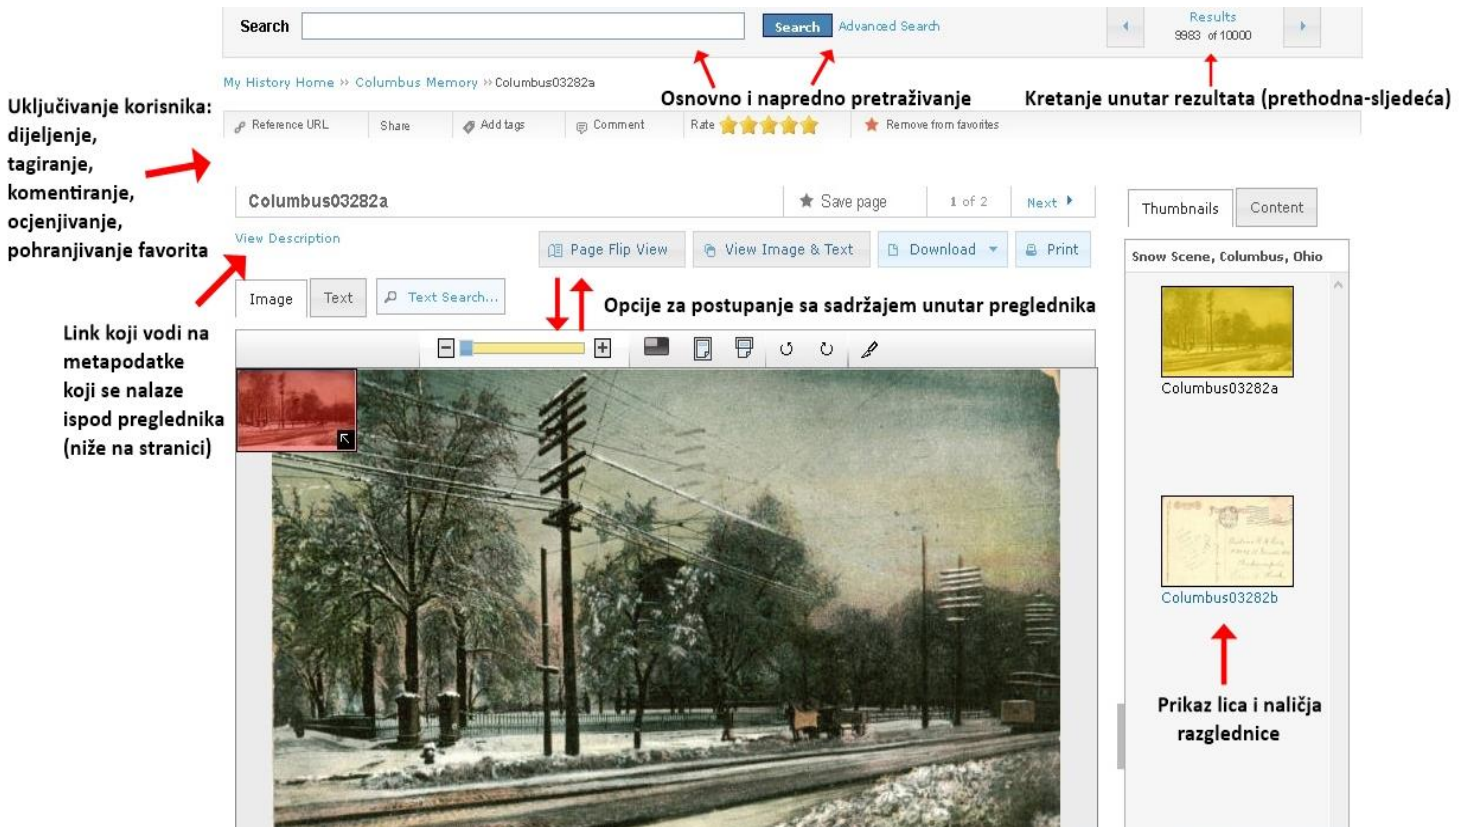 Search
Search
Advanced Search
Results
9983 of 10000
My History Home » Columbus Memory » Columbus03282a
Osnovno i napredno pretraživanje
Kretanje unutar rezultata (prethodna-sljedeća)
Uključivanje korisnika:
dijeljenje,
tagiranje,
komentiranje,
ocjenjivanje,
pohranjivanje favorita
Reference URL
Share
Add tags
Comment
Rate
Remove from favorites
Columbus03282a
Save page
1 of 2
Next
Thumbnails
Content
View Description
Page Flip View
View Image & Text
Download
Print
Snow Scene, Columbus, Ohio
Image
Text
Text Search...
Opcije za postupanje sa sadržajem unutar preglednika
Link koji vodi na
metapodatke
koji se nalaze
ispod preglednika
(niže na stranici)
Columbus03282a
Columbus03282b
Prikaz lica i naličja
razglednice